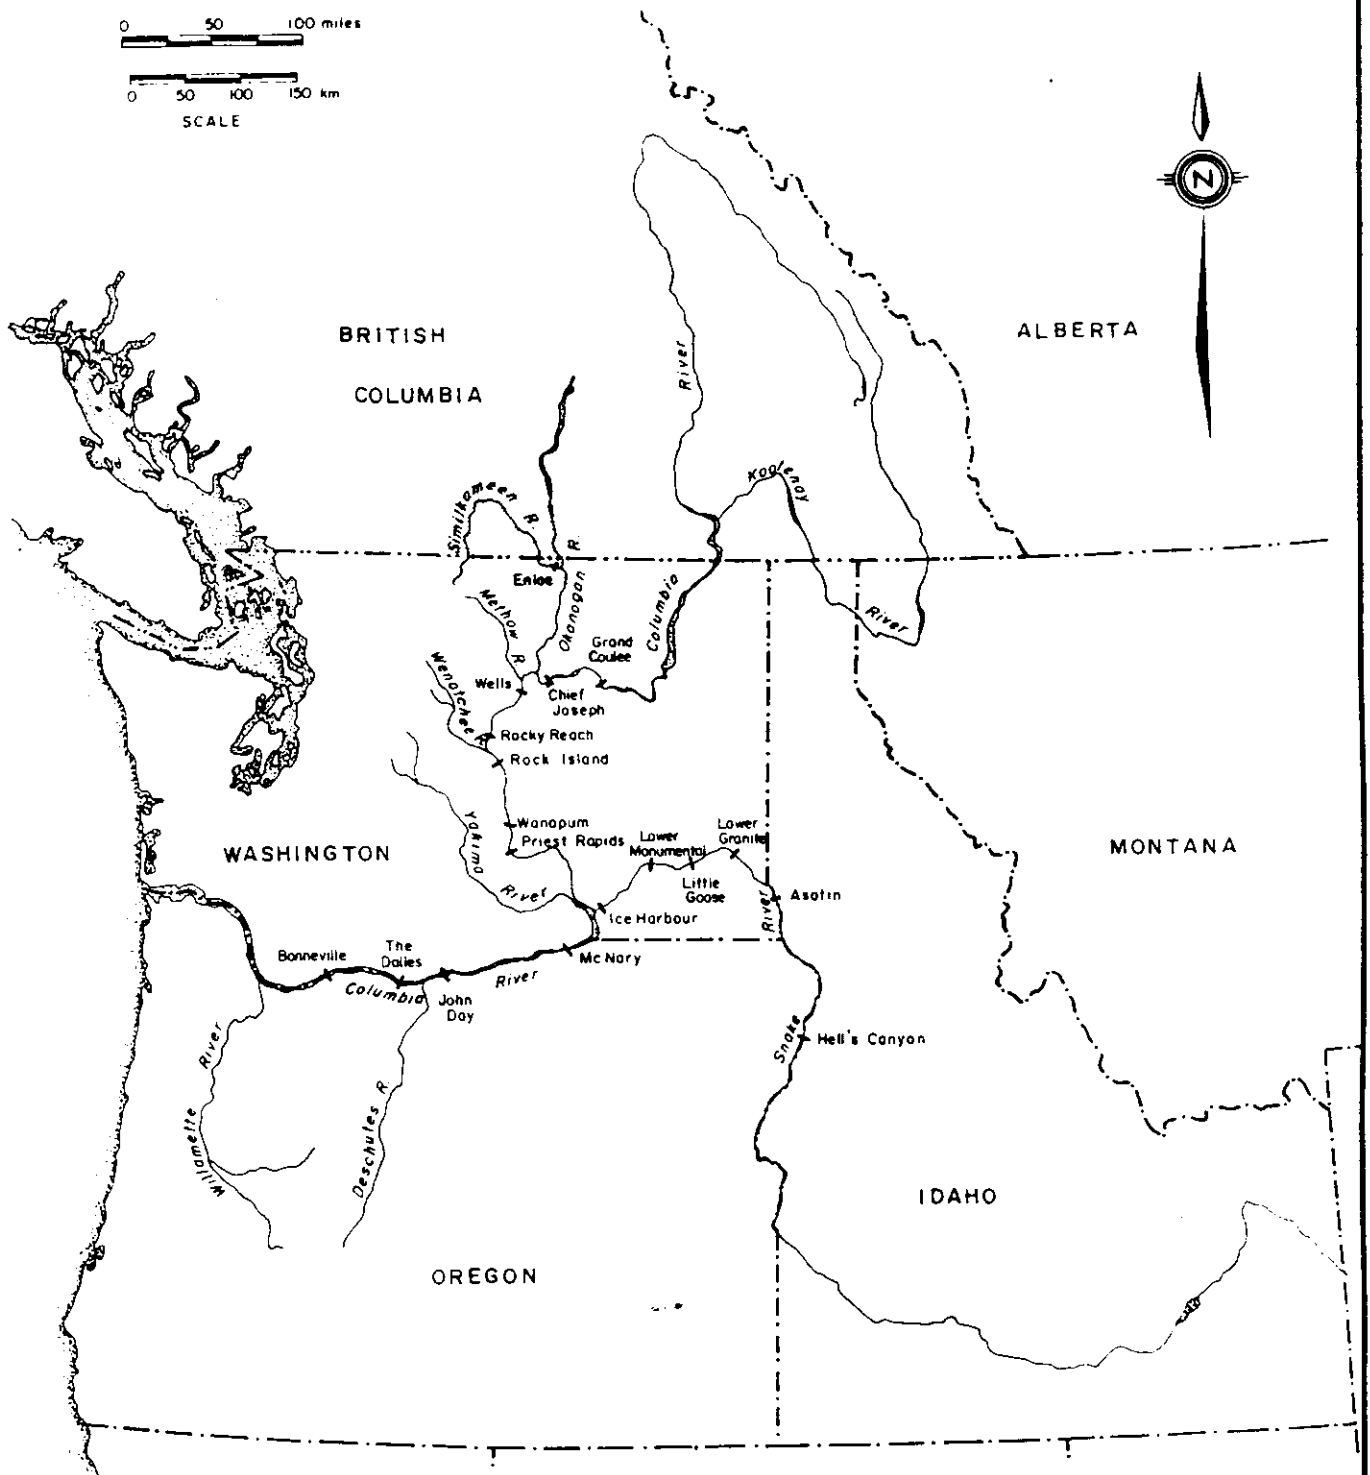 0 50 100 miles
0 50 100 150 km
SCALE
N
BRITISH
COLUMBIA
ALBERTA
River
Kootenay
Similkameen R.
R.
Enloe
Okanogan
Methow R.
Columbia
River
Grand
Coulee
Wenatchee R.
Wells
Chief
Joseph
Rocky Reach
Rock Island
Wanapum
Priest Rapids
Yakima
River
Lower
Monumental
Lower
Granite
Little
Goose
WASHINGTON
MONTANA
River
Asotin
Ice Harbour
Mc Nary
Bonneville
The
Dalles
Columbia
River
John
Day
Snake
Hell's Canyon
River
Willamette
Deschutes R.
IDAHO
OREGON